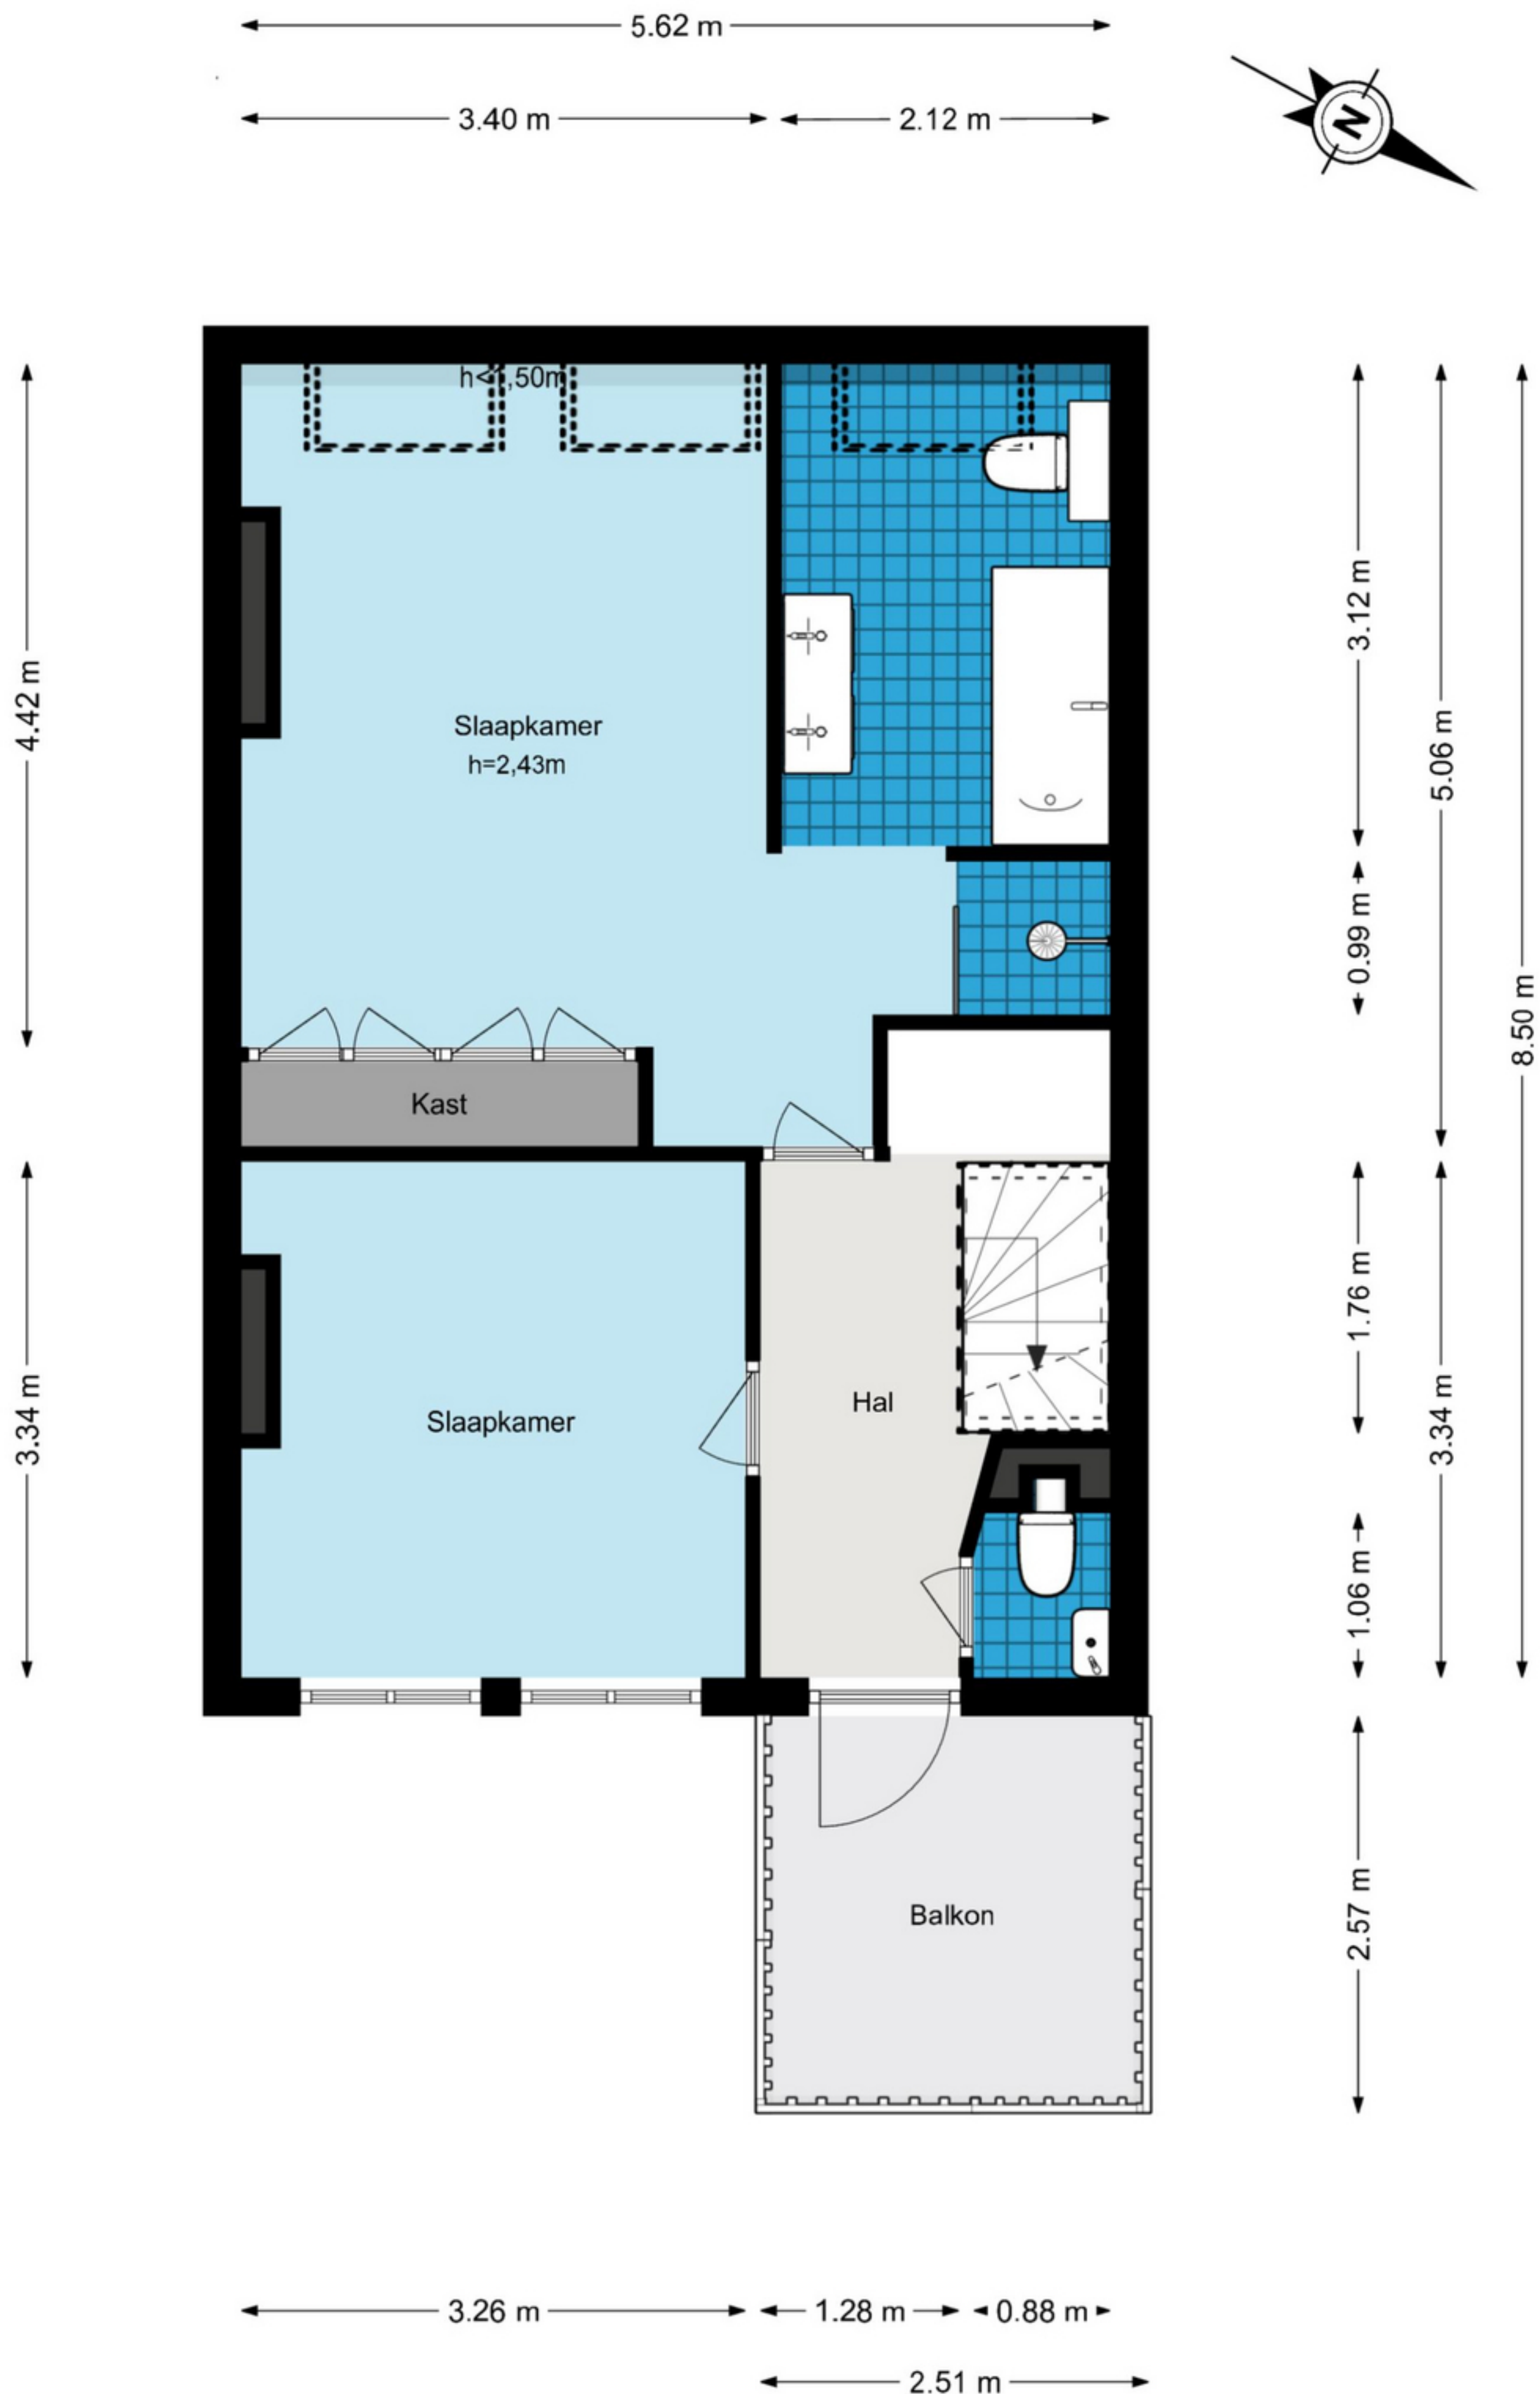 5.62 m
3.40 m
2.12 m
N
h<1,50m
4.42 m
3.12 m
5.06 m
8.50 m
Slaapkamer
h=2,43m
0.99 m
Kast
3.34 m
1.76 m
3.34 m
Hal
Slaapkamer
1.06 m
2.57 m
Balkon
3.26 m
1.28 m
0.88 m
2.51 m